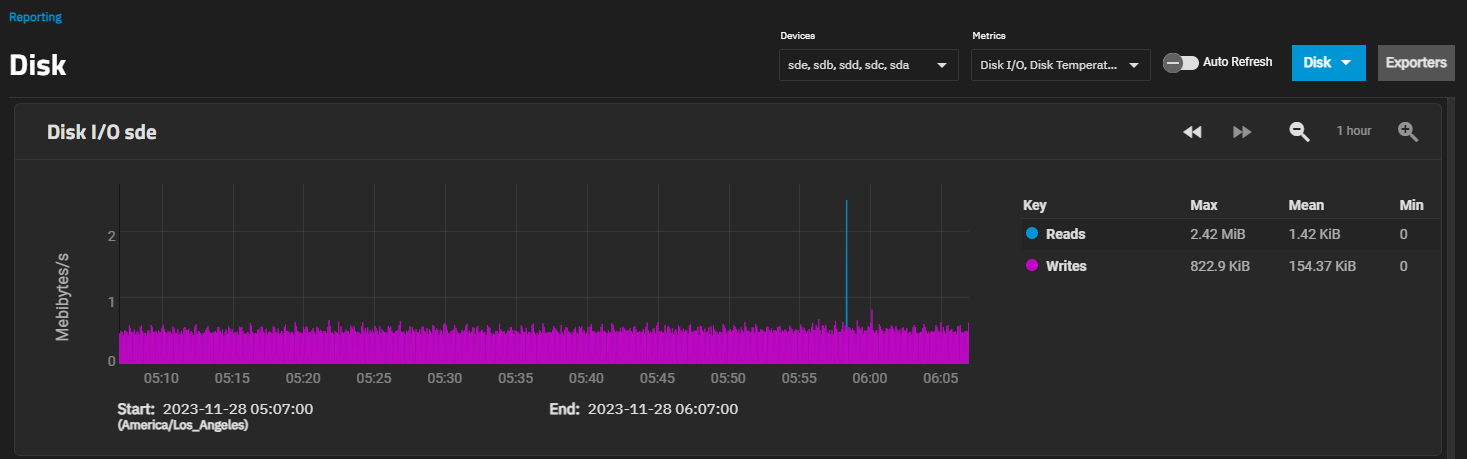 Reporting
Disk
Devices
sde, sdb, sdd, sdc, sda
Metrics
Disk I/O, Disk Temperat...
Auto Refresh
Disk
Exporters
Disk I/O sde
1 hour
Mebibytes/s
2
1
0
05:10 05:15 05:20 05:25 05:30 05:35 05:40 05:45 05:50 05:55 06:00 06:05
Start: 2023-11-28 05:07:00
(America/Los_Angeles)
End: 2023-11-28 06:07:00
Key Max Mean Min
Reads 2.42 MiB 1.42 KiB 0
Writes 822.9 KiB 154.37 KiB 0